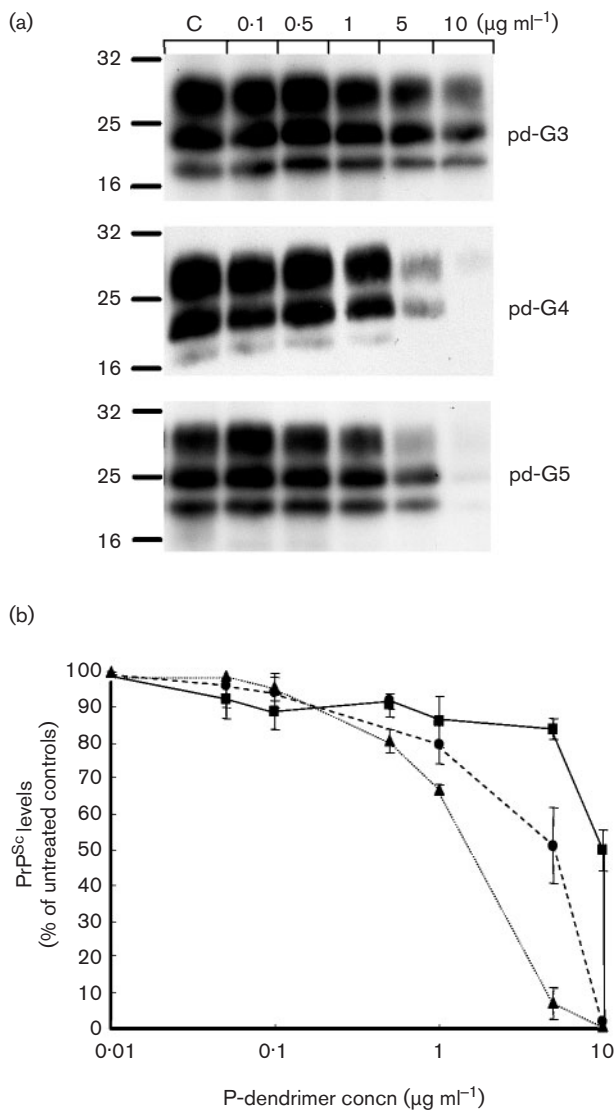 (a)
C 0·1 0·5 1 5 10 (µg ml⁻¹)
32
25
16
pd-G3
32
25
16
pd-G4
32
25
16
pd-G5
(b)
100
90
80
70
60
50
40
30
20
10
0
PrP^Sc levels
(% of untreated controls)
0·01 0·1 1 10
P-dendrimer concn (µg ml⁻¹)